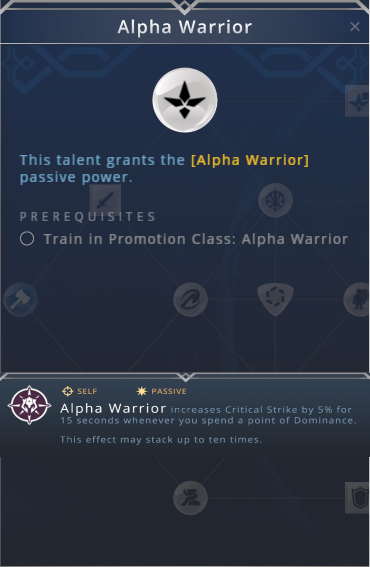 Alpha Warrior
This talent grants the [Alpha Warrior]
passive power.
PREREQUISITES
Train in Promotion Class: Alpha Warrior
SELF PASSIVE
Alpha Warrior increases Critical Strike by 5% for
15 seconds whenever you spend a point of Dominance.
This effect may stack up to ten times.